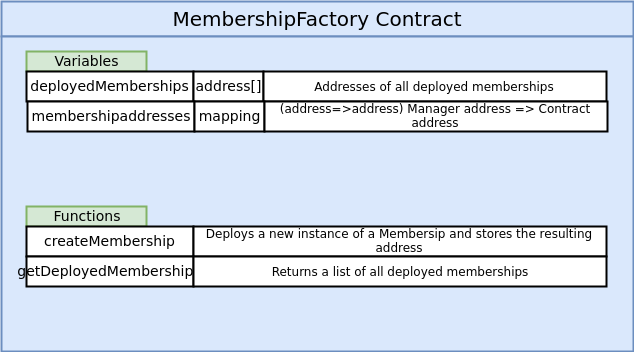 MembershipFactory Contract
Variables
deployedMemberships address[] Addresses of all deployed memberships
membershipaddresses mapping (address=>address) Manager address => Contract
address
Functions
createMembership Deploys a new instance of a Membersip and stores the resulting
address
getDeployedMembership Returns a list of all deployed memberships